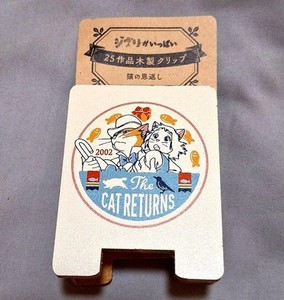 ジブリがいっぱい
25作品木製クリップ
猫の恩返し
2002
The
CAT RETURNS